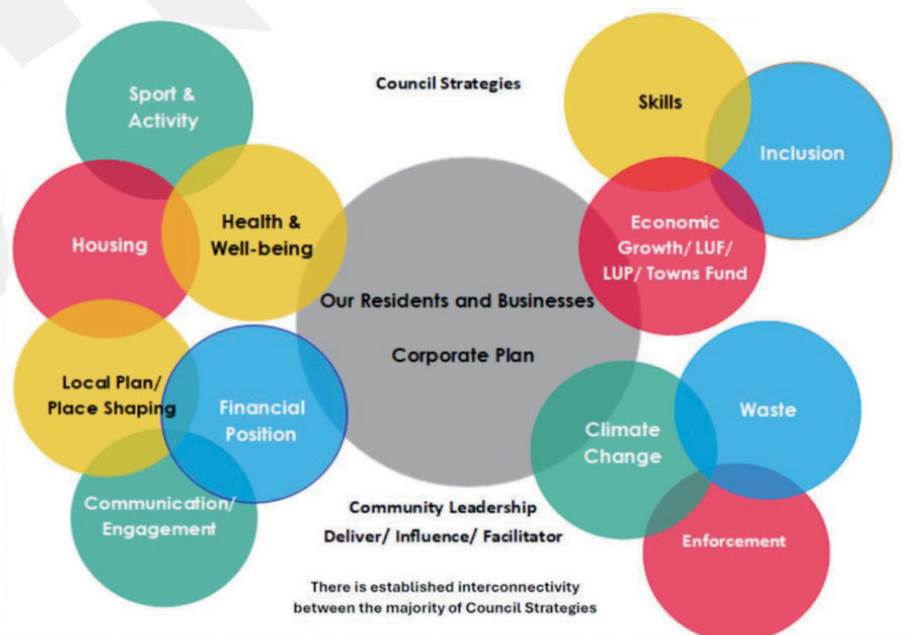 Council Strategies
Sport &
Activity
Housing
Health &
Well-being
Local Plan/
Place Shaping
Financial
Position
Communication/
Engagement
Our Residents and Businesses
Corporate Plan
Skills
Inclusion
Economic
Growth/ LUF/
LUP/ Towns Fund
Climate
Change
Waste
Enforcement
Community Leadership
Deliver/ Influence/ Facilitator
There is established interconnectivity
between the majority of Council Strategies